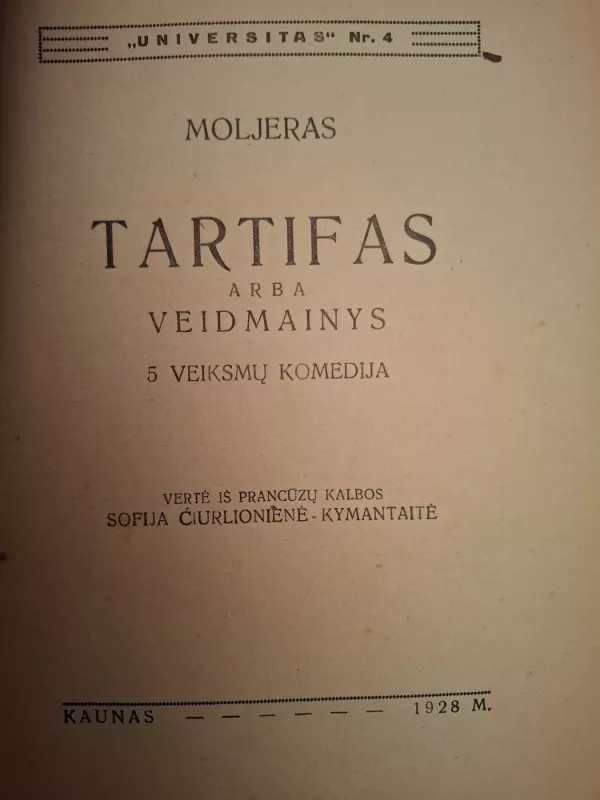 „UNIVERSITAS“ Nr. 4
MOLJERAS
TARTIFAS
ARBA
VEIDMAINYS
5 VEIKSMŲ KOMEDIJA
VERTĖ IŠ PRANCŪZŲ KALBOS
SOFIJA ČIURLIONIENĖ-KYMANTAITĖ
KAUNAS — — — — — — 1928 M.